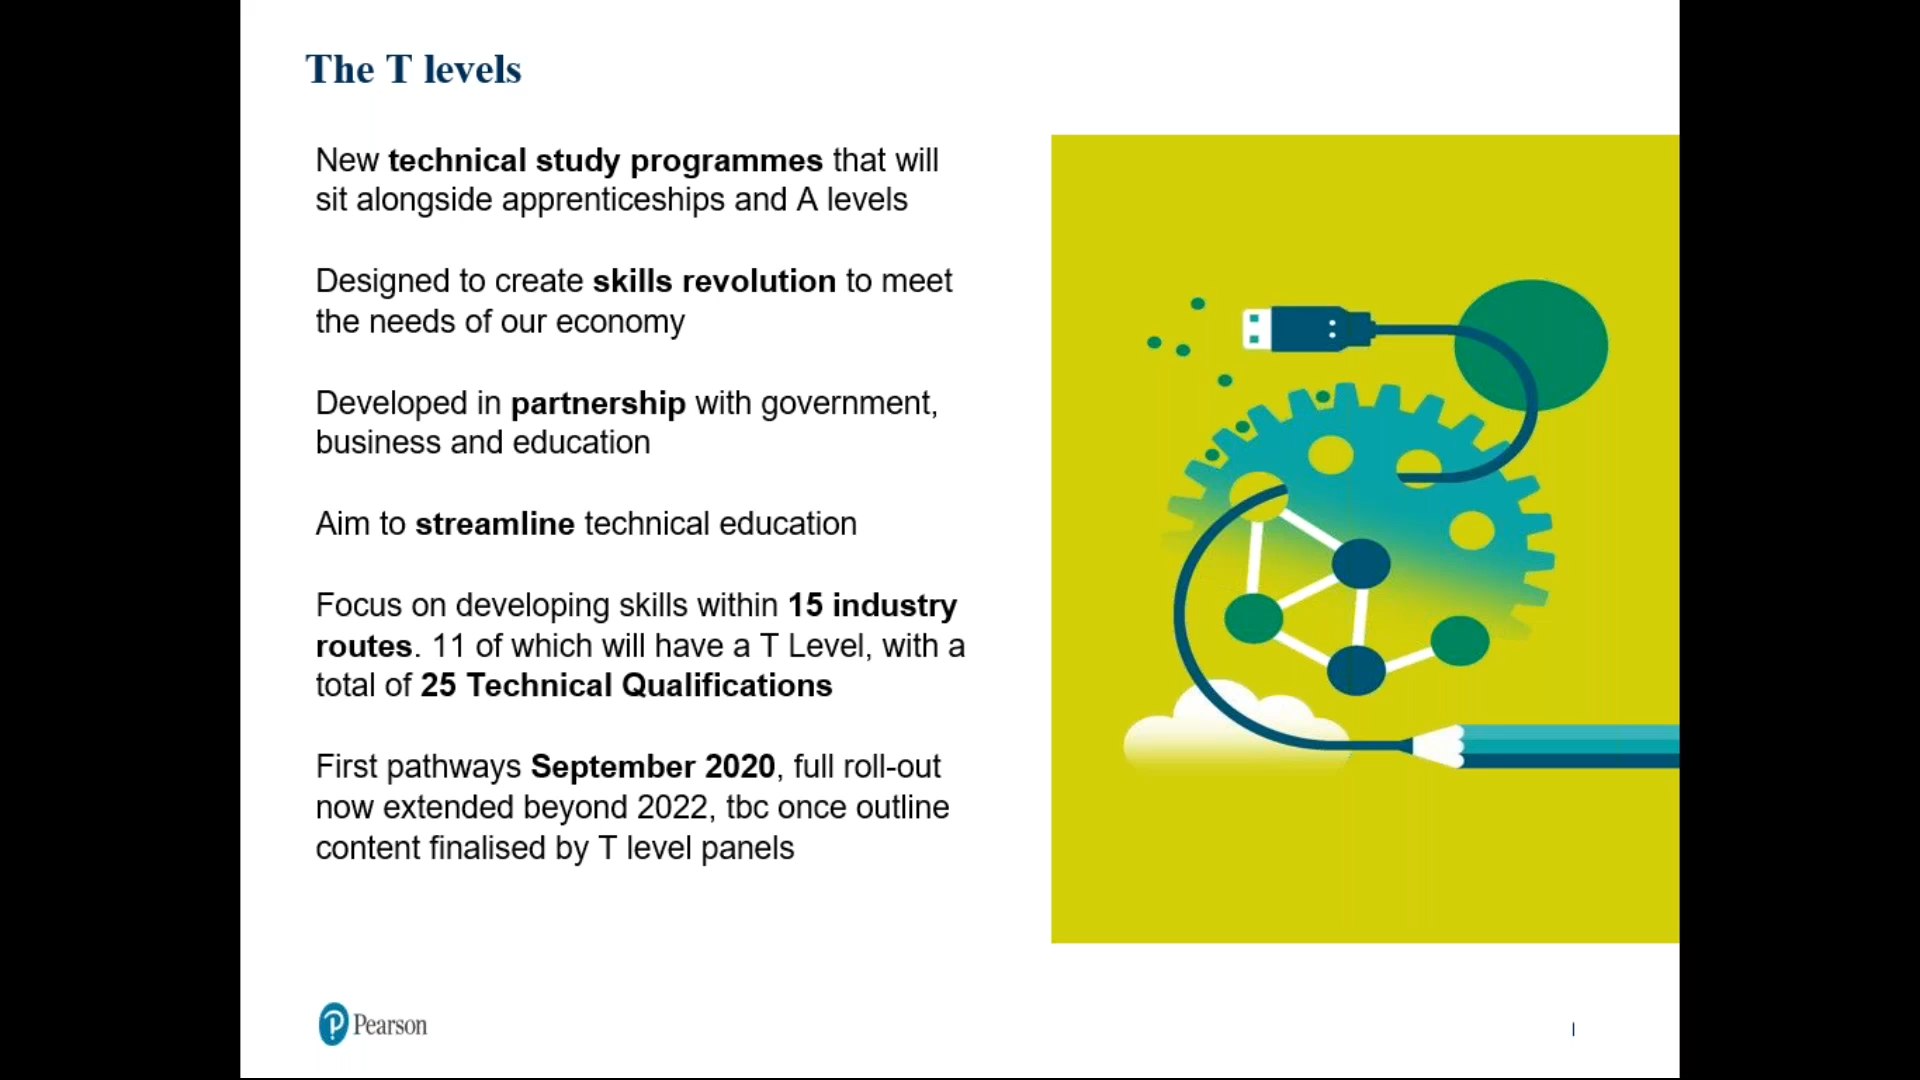 The T levels
New technical study programmes that will
sit alongside apprenticeships and A levels
Designed to create skills revolution to meet
the needs of our economy
Developed in partnership with government,
business and education
Aim to streamline technical education
Focus on developing skills within 15 industry
routes. 11 of which will have a T Level, with a
total of 25 Technical Qualifications
First pathways September 2020, full roll-out
now extended beyond 2022, tbc once outline
content finalised by T level panels
Pearson